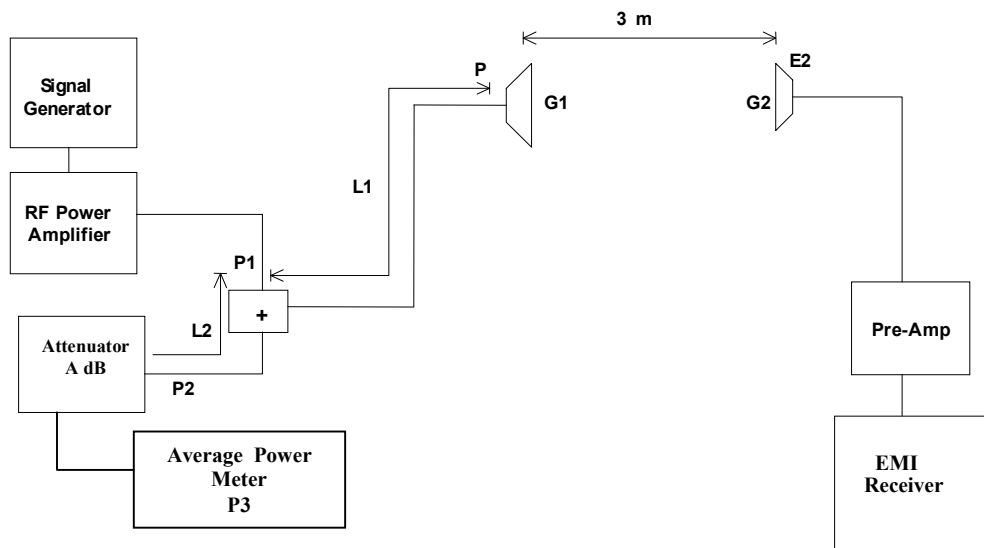 3 m
Signal
Generator
P
E2
G1
G2
L1
RF Power
Amplifier
P1
+
L2
Attenuator
A dB
P2
Pre-Amp
Average Power
Meter
P3
EMI
Receiver